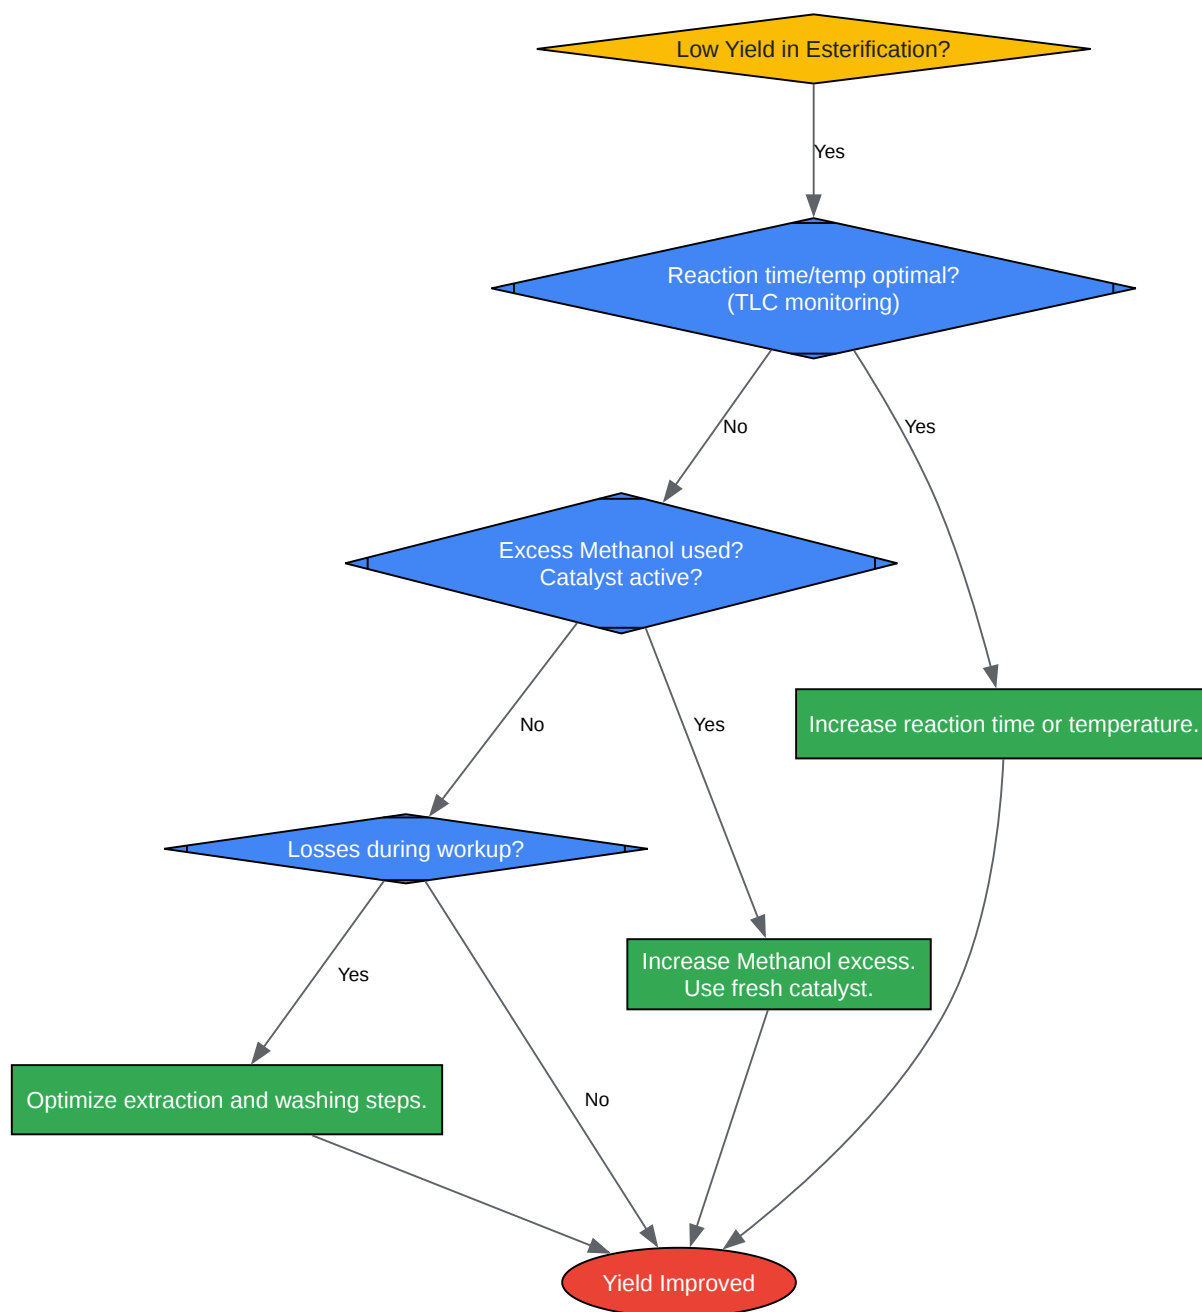 Low Yield in Esterification?
Yes
Reaction time/temp optimal?
(TLC monitoring)
No
Yes
Excess Methanol used?
Catalyst active?
No
Yes
Increase reaction time or temperature.
Losses during workup?
Yes
Increase Methanol excess.
Use fresh catalyst.
Optimize extraction and washing steps.
No
Yield Improved